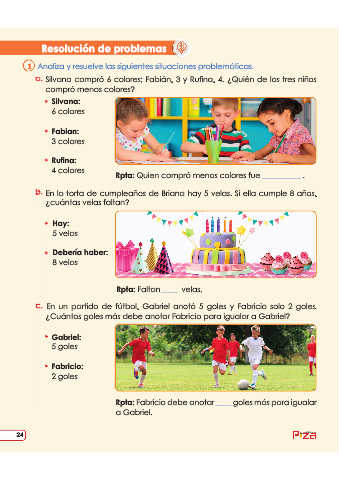 Resolución de problemas
1 Analiza y resuelve las siguientes situaciones problemáticas.
a. Silvana compró 6 colores; Fabián, 3 y Rufina, 4. ¿Quién de los tres niños
compró menos colores?
Silvana:
6 colores
Fabian:
3 colores
Rufina:
4 colores
Rpta: Quien compró menos colores fue ________ .
b. En la torta de cumpleaños de Briana hay 5 velas. Si ella cumple 8 años,
¿cuántas velas faltan?
Hay:
5 velas
Debería haber:
8 velas
Rpta: Faltan ____ velas.
c. En un partido de fútbol, Gabriel anotó 5 goles y Fabricio solo 2 goles.
¿Cuántos goles más debe anotar Fabricio para igualar a Gabriel?
Gabriel:
5 goles
Fabricio:
2 goles
Rpta: Fabricio debe anotar ____ goles más para igualar
a Gabriel.
24